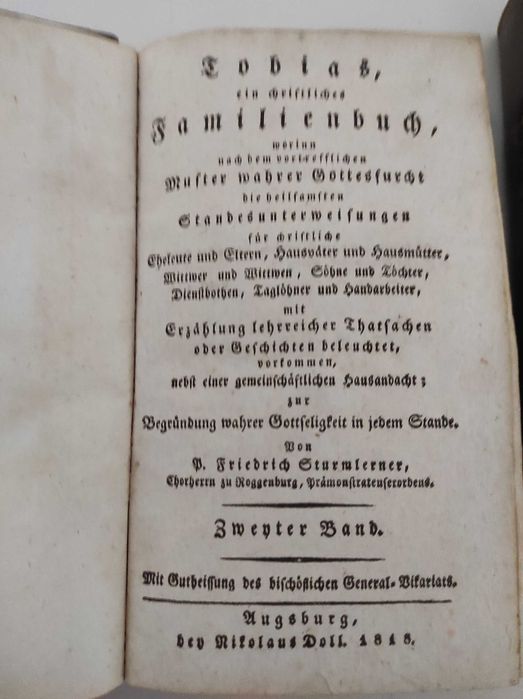 Tobias,
ein christliches
Familienbuch,
worinn
nach dem vortrefflichen
Muster wahrer Gottesfurcht
die heilsamsten
Standesunterweisungen
für christliche
Eheleute und Eltern, Hausväter und Hausmütter,
Wittwer und Wittwen, Söhne und Töchter,
Dienstbothen, Taglöhner und Handarbeiter,
mit
Erzählung lehrreicher Thatsachen
oder Geschichten beleuchtet,
vorkommen,
nebst einer gemeinschäftlichen Hausandacht;
zur
Begründung wahrer Gottseligkeit in jedem Stande.
Von
P. Friedrich Sturmlerner,
Chorherrn zu Roggenburg, Prämonstratenserordens.
Zweyter Band.
Mit Gutheissung des bischöflichen General-Vikariats.
Augsburg,
bey Nikolaus Doll. 1818.